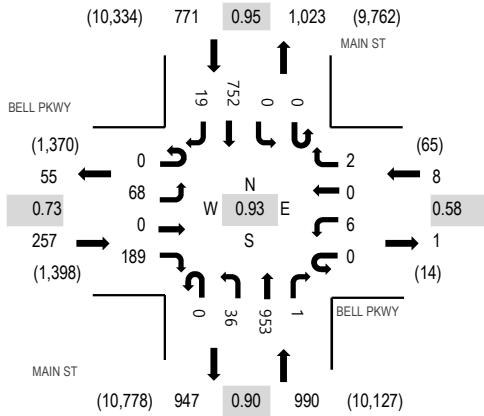 (10,334) 771 0.95 1,023 (9,762)
MAIN ST
19 752 0 0
BELL PKWY
(1,370) 0 2 (65)
55 68 N 0 8
0.73 W 0.93 E 0.58
257 0 S 6 1
(1,398) 189 0 (14)
0 36 953 1
BELL PKWY
MAIN ST
(10,778) 947 0.90 990 (10,127)